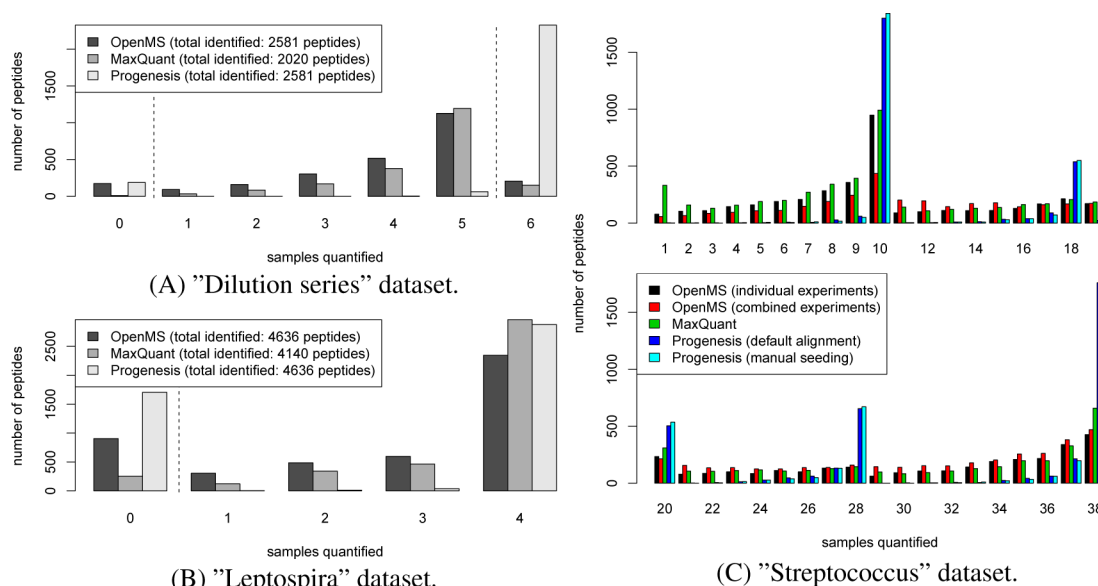 OpenMS (total identified: 2581 peptides)
MaxQuant (total identified: 2020 peptides)
Progenesis (total identified: 2581 peptides)
number of peptides
0 500 1500
0 1 2 3 4 5 6
samples quantified
(A) ”Dilution series” dataset.
OpenMS (total identified: 4636 peptides)
MaxQuant (total identified: 4140 peptides)
Progenesis (total identified: 4636 peptides)
number of peptides
0 500 1500 2500
0 1 2 3 4
samples quantified
(B) ”Leptospira” dataset.
number of peptides
0 500 1000 1500
1 2 3 4 5 6 7 8 9 10 12 14 16 18
OpenMS (individual experiments)
OpenMS (combined experiments)
MaxQuant
Progenesis (default alignment)
Progenesis (manual seeding)
0 500 1000 1500
20 22 24 26 28 30 32 34 36 38
samples quantified
(C) ”Streptococcus” dataset.